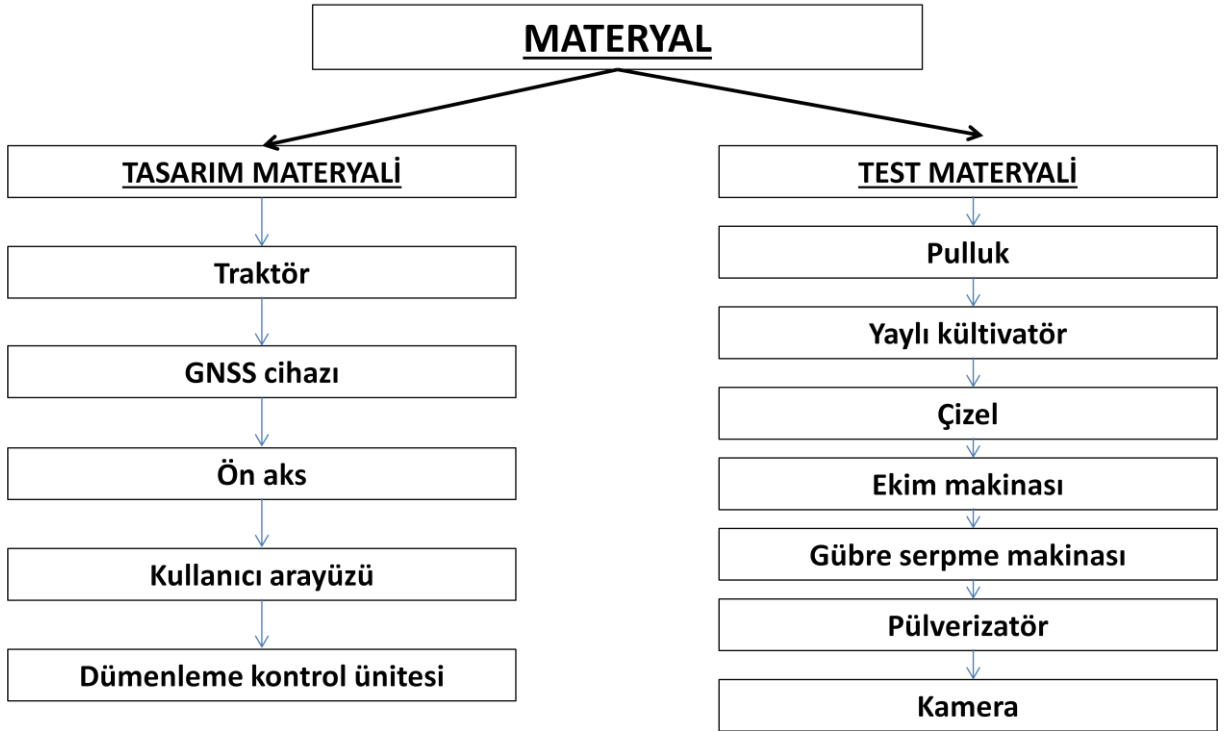 MATERYAL
TASARIM MATERYALİ
Traktör
GNSS cihazı
Ön aks
Kullanıcı arayüzü
Dümenleme kontrol ünitesi
TEST MATERYALİ
Pulluk
Yaylı kültivatör
Çizel
Ekim makinası
Gübre serpme makinası
Pülverizatör
Kamera